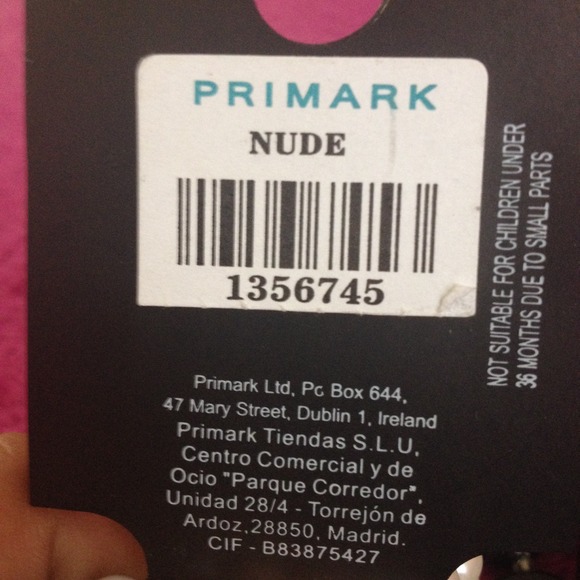 PRIMARK
NUDE
1356745
NOT SUITABLE FOR CHILDREN UNDER
36 MONTHS DUE TO SMALL PARTS
Primark Ltd, Po Box 644,
47 Mary Street, Dublin 1, Ireland
Primark Tiendas S.L.U,
Centro Comercial y de
Ocio "Parque Corredor",
Unidad 28/4 - Torrejón de
Ardoz,28850, Madrid.
CIF - B83875427